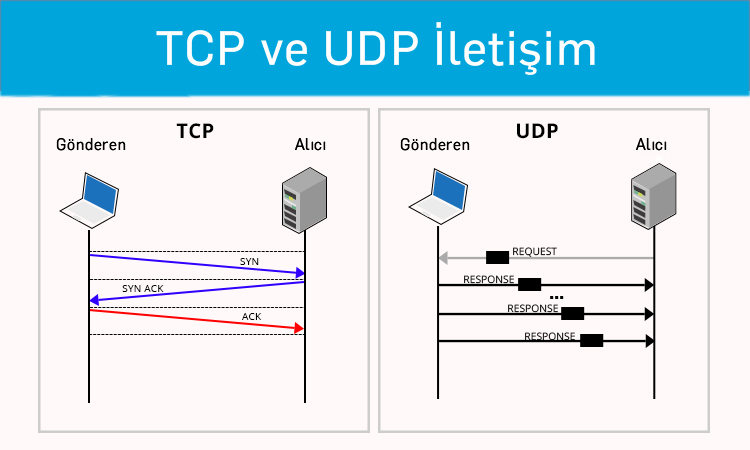 TCP ve UDP İletişim
TCP
Gönderen
Alıcı
SYN
SYN ACK
ACK
UDP
Gönderen
Alıcı
REQUEST
RESPONSE
...
RESPONSE
RESPONSE